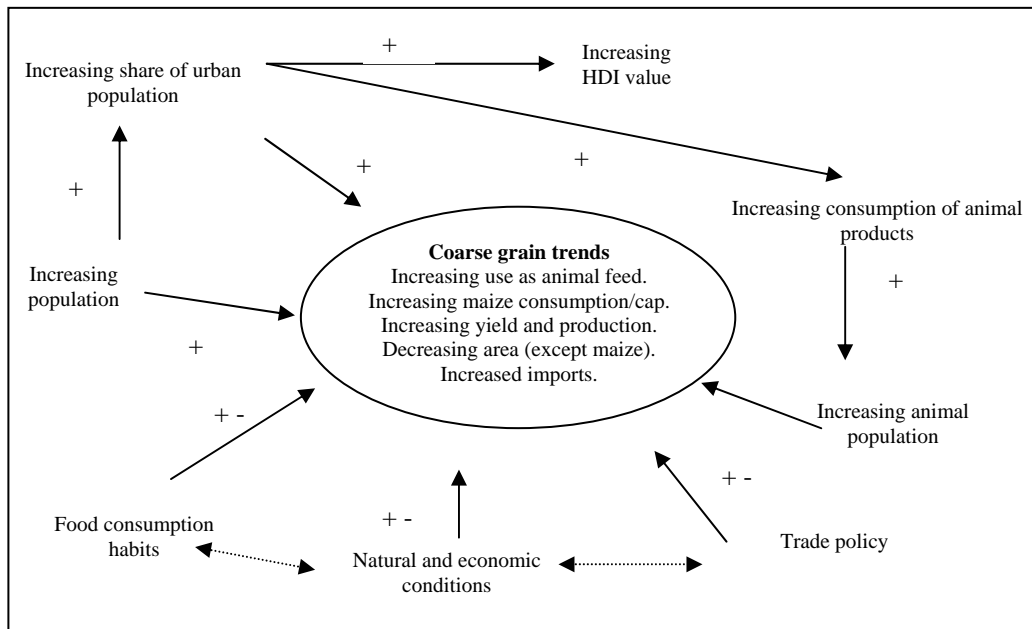 +
Increasing
HDI value
Increasing share of urban
population
+
+
+
Increasing consumption of animal
products
Coarse grain trends
Increasing use as animal feed.
Increasing maize consumption/cap.
Increasing yield and production.
Decreasing area (except maize).
Increased imports.
Increasing
population
+
+
+ -
Increasing animal
population
+ -
+ -
Food consumption
habits
Natural and economic
conditions
Trade policy